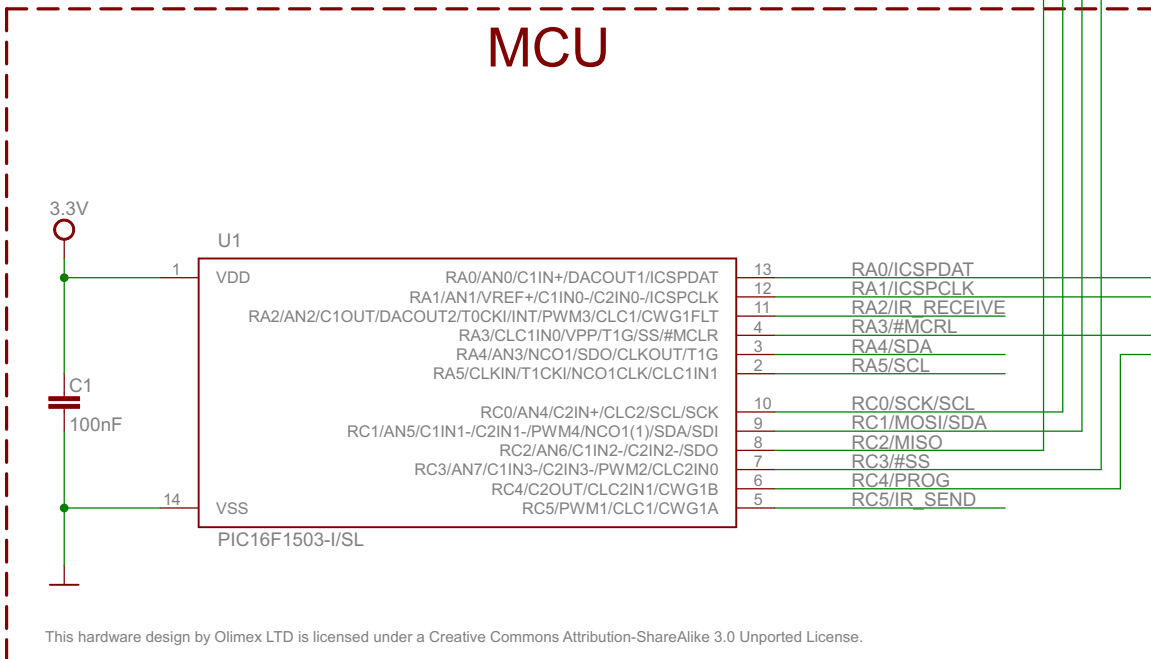 MCU
3.3V
U1
1 VDD RA0/AN0/C1IN+/DACOUT1/ICSPDAT 13 RA0/ICSPDAT
RA1/AN1/VREF+/C1IN0-/C2IN0-/ICSPCLK 12 RA1/ICSPCLK
RA2/AN2/C1OUT/DACOUT2/T0CKI/INT/PWM3/CLC1/CWG1FLT 11 RA2/IR_RECEIVE
RA3/CLC1IN0/VPP/T1G/SS/#MCLR 4 RA3/#MCRL
RA4/AN3/NCO1/SDO/CLKOUT/T1G 3 RA4/SDA
RA5/CLKIN/T1CKI/NCO1CLK/CLC1IN1 2 RA5/SCL
C1
100nF
RC0/AN4/C2IN+/CLC2/SCL/SCK 10 RC0/SCK/SCL
RC1/AN5/C1IN1-/C2IN1-/PWM4/NCO1(1)/SDA/SDI 9 RC1/MOSI/SDA
RC2/AN6/C1IN2-/C2IN2-/SDO 8 RC2/MISO
RC3/AN7/C1IN3-/C2IN3-/PWM2/CLC2IN0 7 RC3/#SS
RC4/C2OUT/CLC2IN1/CWG1B 6 RC4/PROG
14 VSS RC5/PWM1/CLC1/CWG1A 5 RC5/IR_SEND
PIC16F1503-I/SL
This hardware design by Olimex LTD is licensed under a Creative Commons Attribution-ShareAlike 3.0 Unported License.